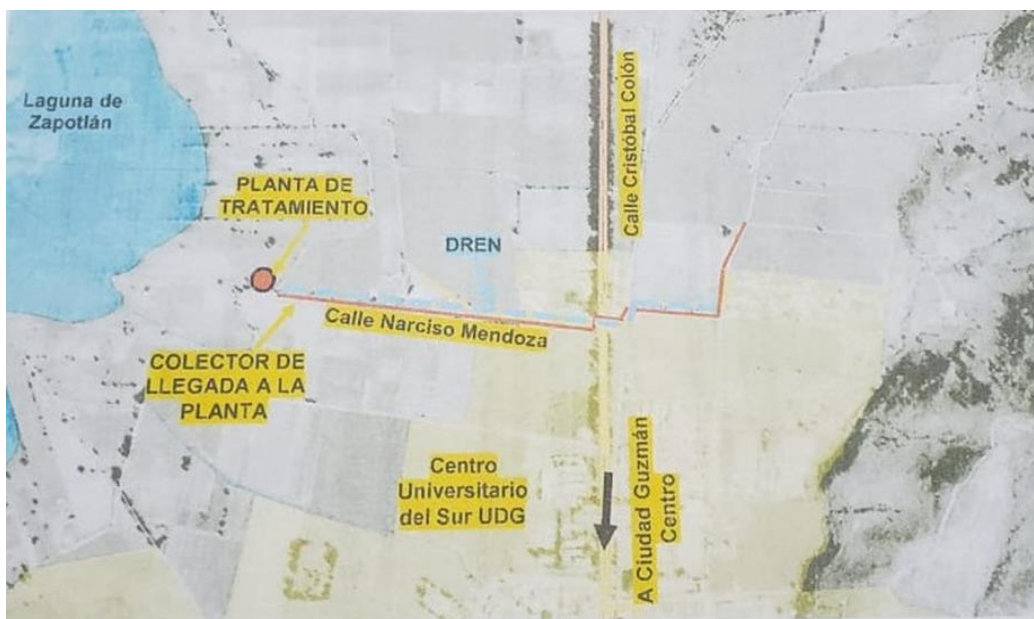 Laguna de
Zapotlán
PLANTA DE
TRATAMIENTO
DREN
Calle Cristóbal Colón
Calle Narciso Mendoza
COLECTOR DE
LLEGADA A LA
PLANTA
Centro
Universitario
del Sur UDG
A Ciudad Guzmán
Centro